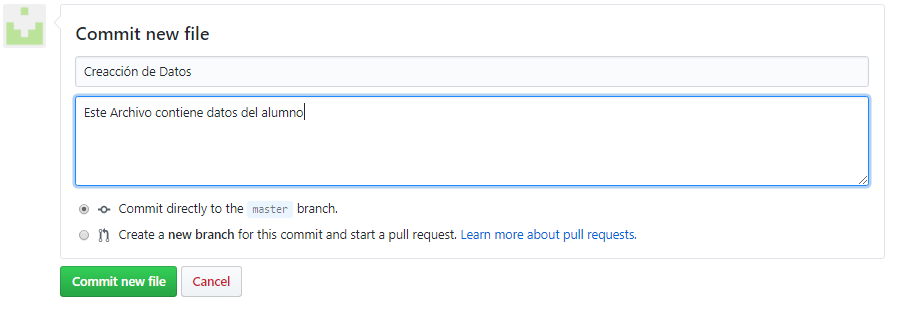 Commit new file
Creacción de Datos
Este Archivo contiene datos del alumno
Commit directly to the master branch.
Create a new branch for this commit and start a pull request. Learn more about pull requests.
Commit new file Cancel